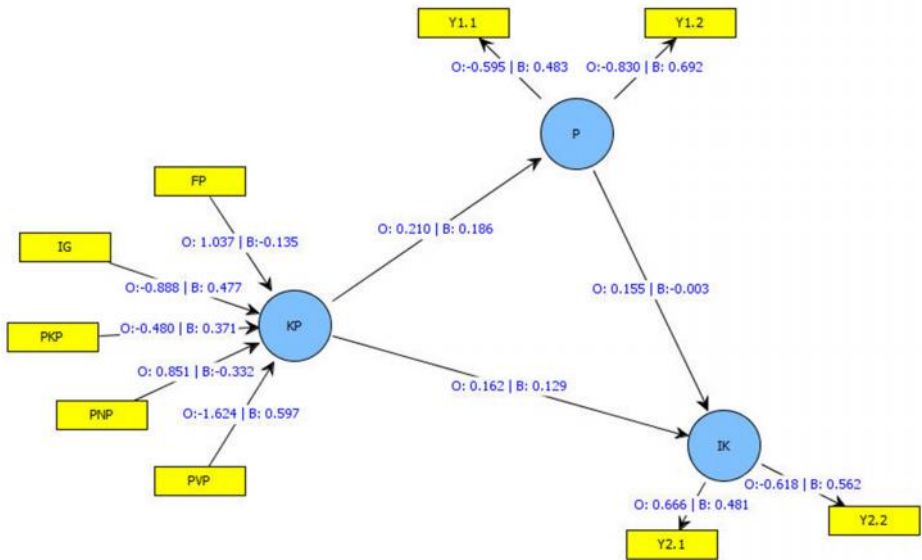 Y1.1
Y1.2
O:-0.595 | B: 0.483
O:-0.830 | B: 0.692
P
FP
O: 0.210 | B: 0.186
IG
O: 1.037 | B:-0.135
O:-0.888 | B: 0.477
O: 0.155 | B:-0.003
KP
PKP
O:-0.480 | B: 0.371
O: 0.851 | B:-0.332
O: 0.162 | B: 0.129
PNP
O:-1.624 | B: 0.597
IK
PVP
O:-0.618 | B: 0.562
O: 0.666 | B: 0.481
Y2.2
Y2.1